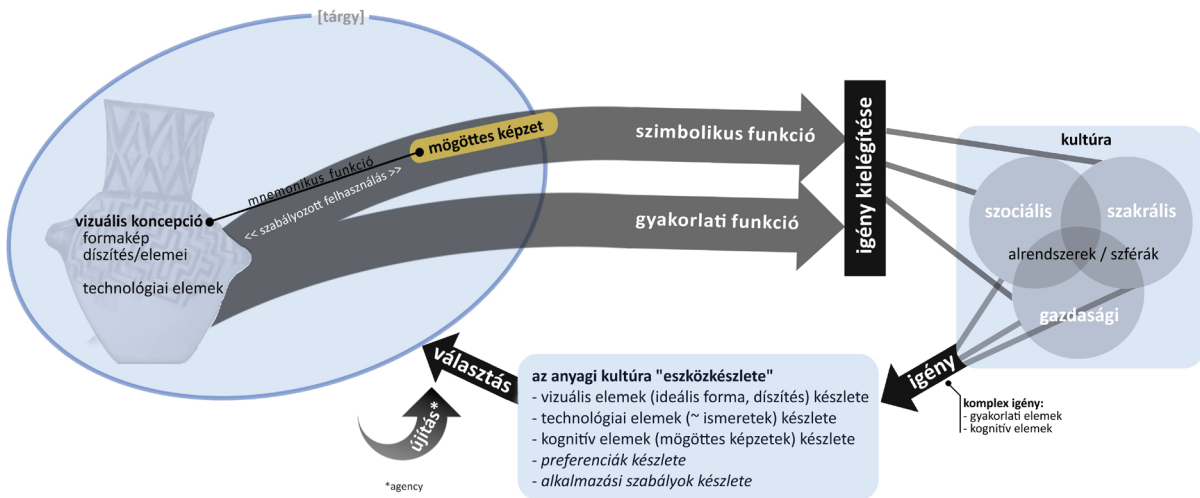 [tárgy]
vizuális koncepció
formakép
díszítés/elemei
technológiai elemek
mnemonikus funkció
mögöttes képzet
<< szabályozott felhasználás >>
szimbolikus funkció
gyakorlati funkció
igény kielégítése
kultúra
szociális
szakrális
alrendszerek / szférák
gazdasági
igény
komplex igény:
- gyakorlati elemek
- kognitív elemek
az anyagi kultúra "eszközkészlete"
- vizuális elemek (ideális forma, díszítés) készlete
- technológiai elemek (~ ismeretek) készlete
- kognitív elemek (mögöttes képzetek) készlete
- preferenciák készlete
- alkalmazási szabályok készlete
választás
újítás*
*agency